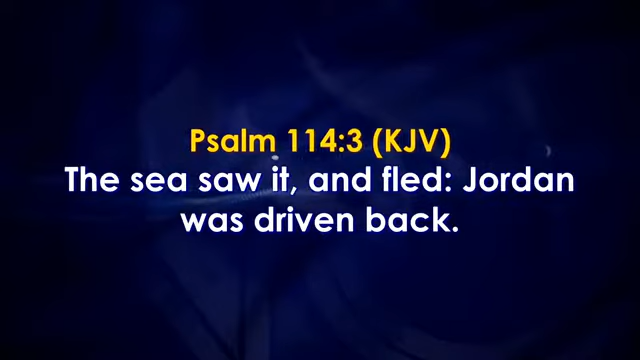 Psalm 114:3 (KJV)
The sea saw it, and fled: Jordan
was driven back.